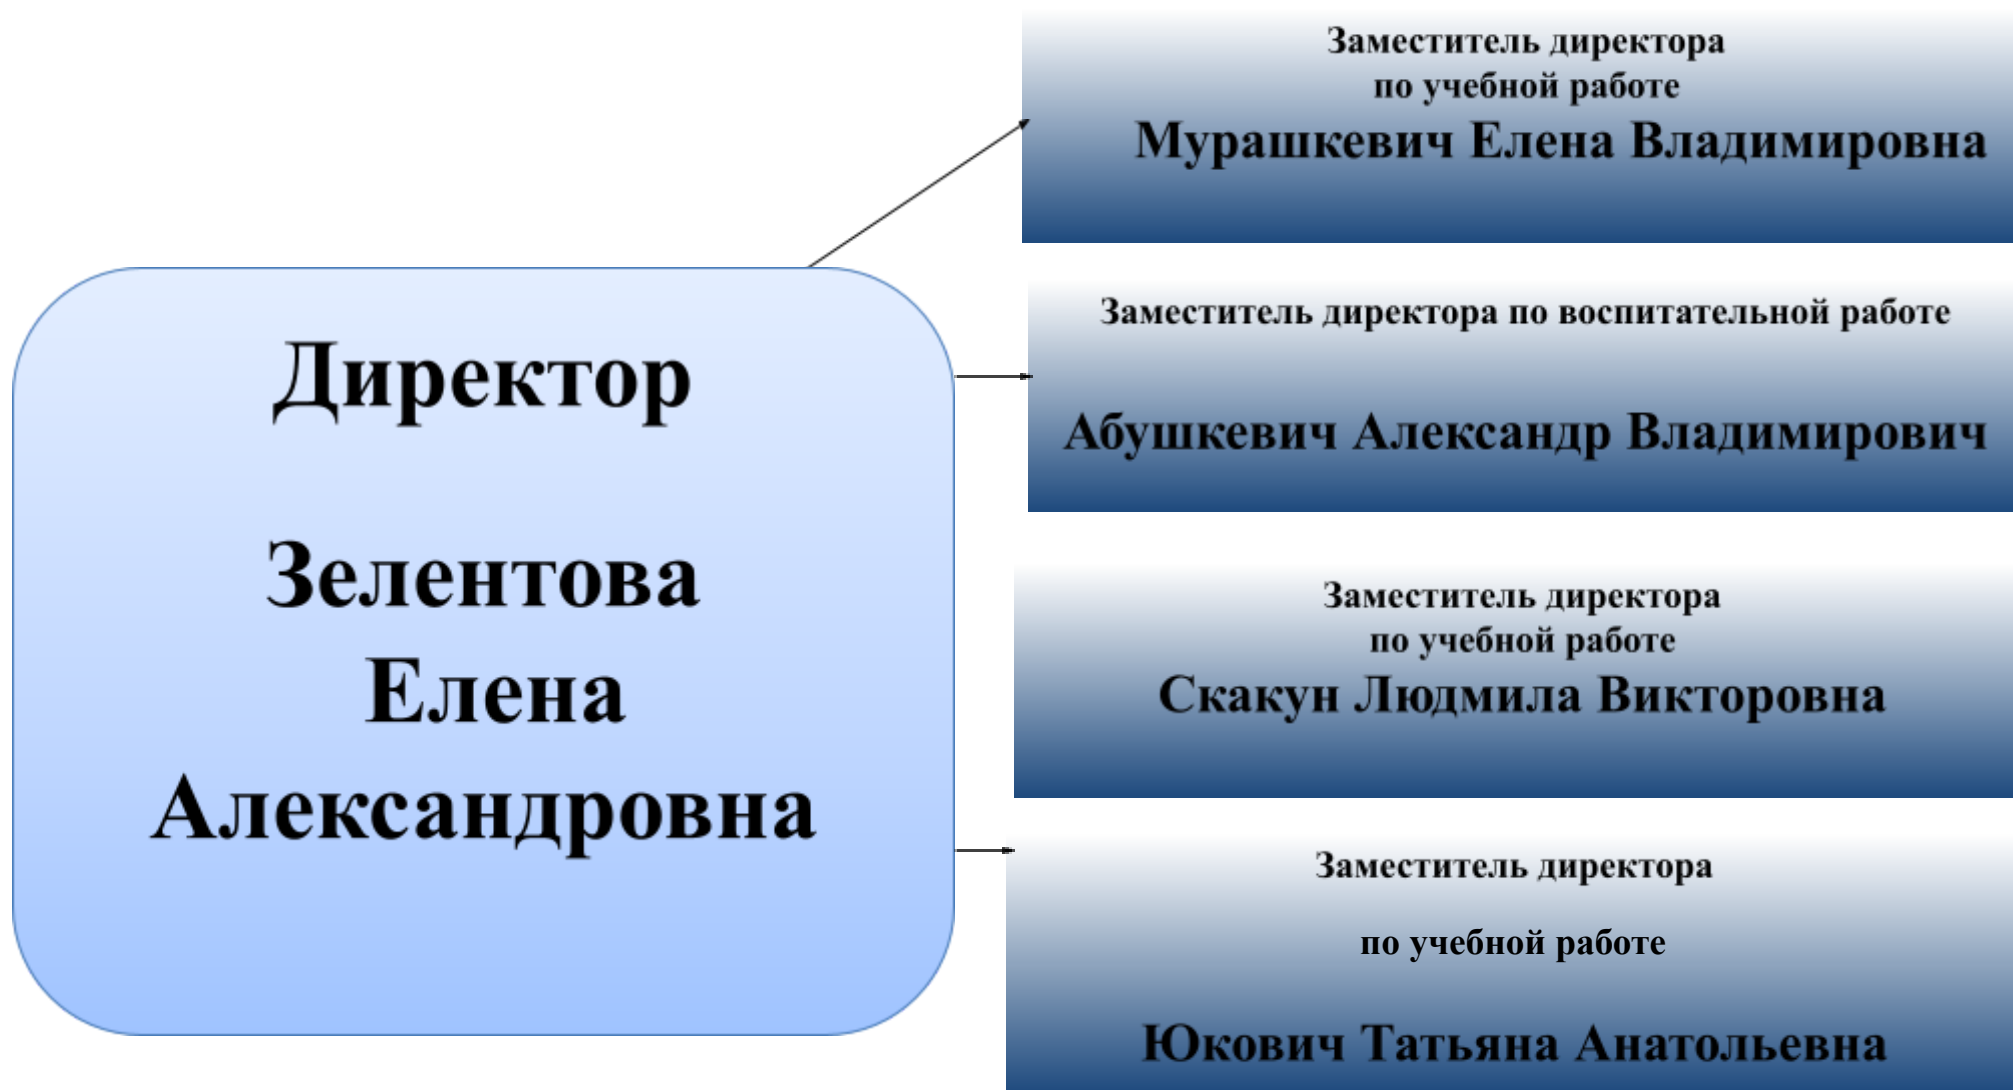 Директор
Зелентова
Елена
Александровна
Заместитель директора
по учебной работе
Мурашкевич Елена Владимировна
Заместитель директора по воспитательной работе
Абушкевич Александр Владимирович
Заместитель директора
по учебной работе
Скакун Людмила Викторовна
Заместитель директора
по учебной работе
Юкович Татьяна Анатольевна